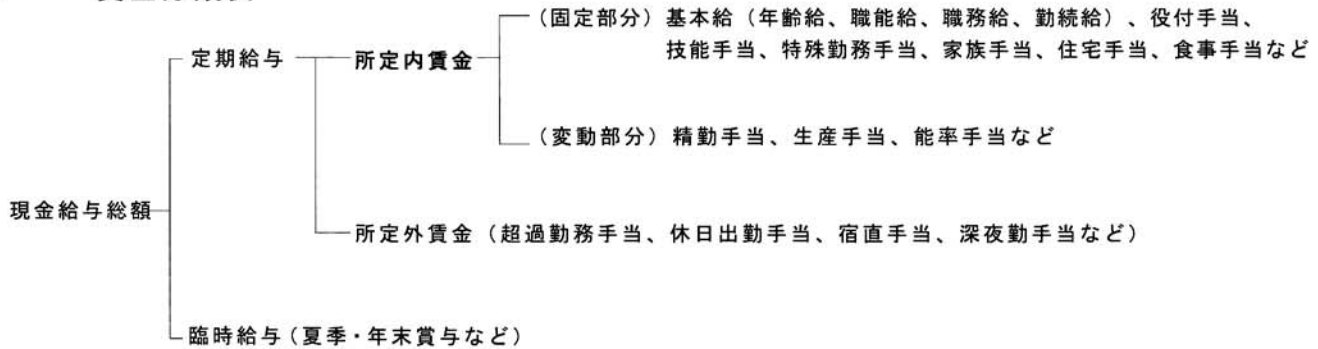 (固定部分)基本給(年齢給、職能給、職務給、勤続給)、役付手当、
技能手当、特殊勤務手当、家族手当、住宅手当、食事手当など
定期給与
所定内賃金
(変動部分)精勤手当、生産手当、能率手当など
現金給与総額
所定外賃金(超過勤務手当、休日出勤手当、宿直手当、深夜勤手当など)
臨時給与(夏季・年末賞与など)